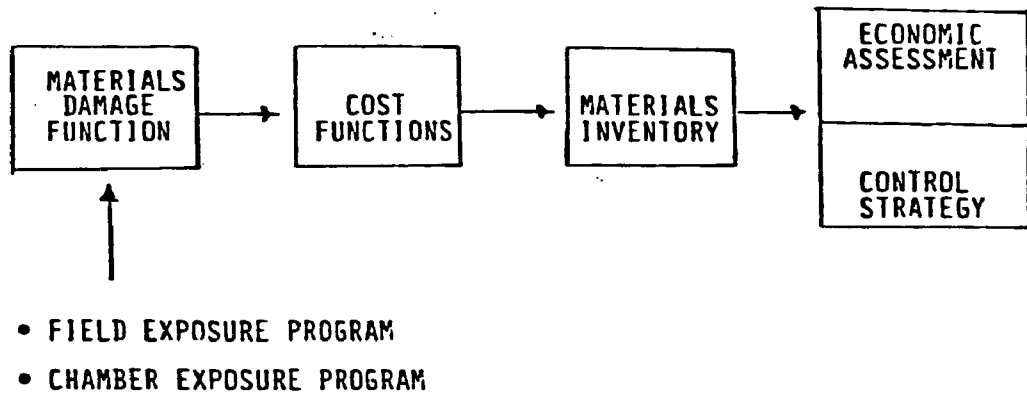 MATERIALS
DAMAGE
FUNCTION
COST
FUNCTIONS
MATERIALS
INVENTORY
ECONOMIC
ASSESSMENT
CONTROL
STRATEGY
• FIELD EXPOSURE PROGRAM
• CHAMBER EXPOSURE PROGRAM